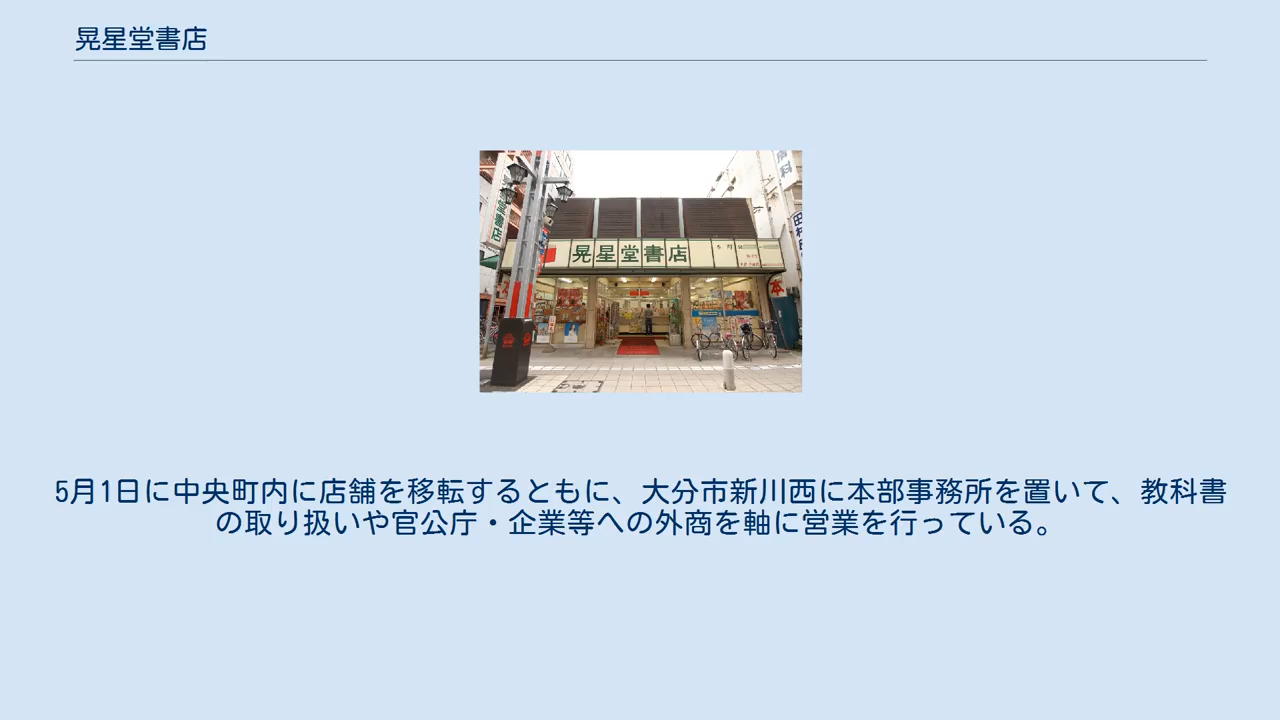 晃星堂書店
晃星堂書店
本
5月1日に中央町内に店舗を移転するともに、大分市新川西に本部事務所を置いて、教科書
の取り扱いや官公庁・企業等への外商を軸に営業を行っている。